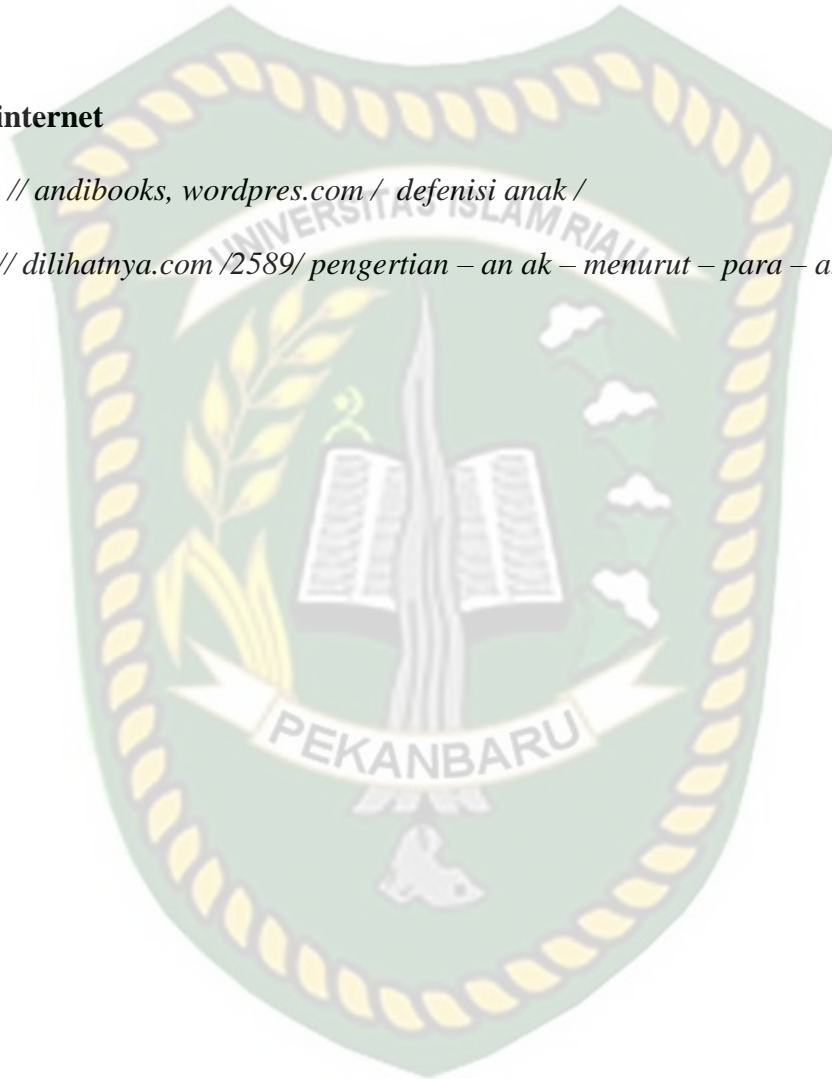 internet
// andibooks, wordpres.com / defenisi anak /
// dilihatnya.com /2589/ pengertian – an ak – menurut – para –
UNIVERSITAS ISLAM RIAU
PEKANBARU